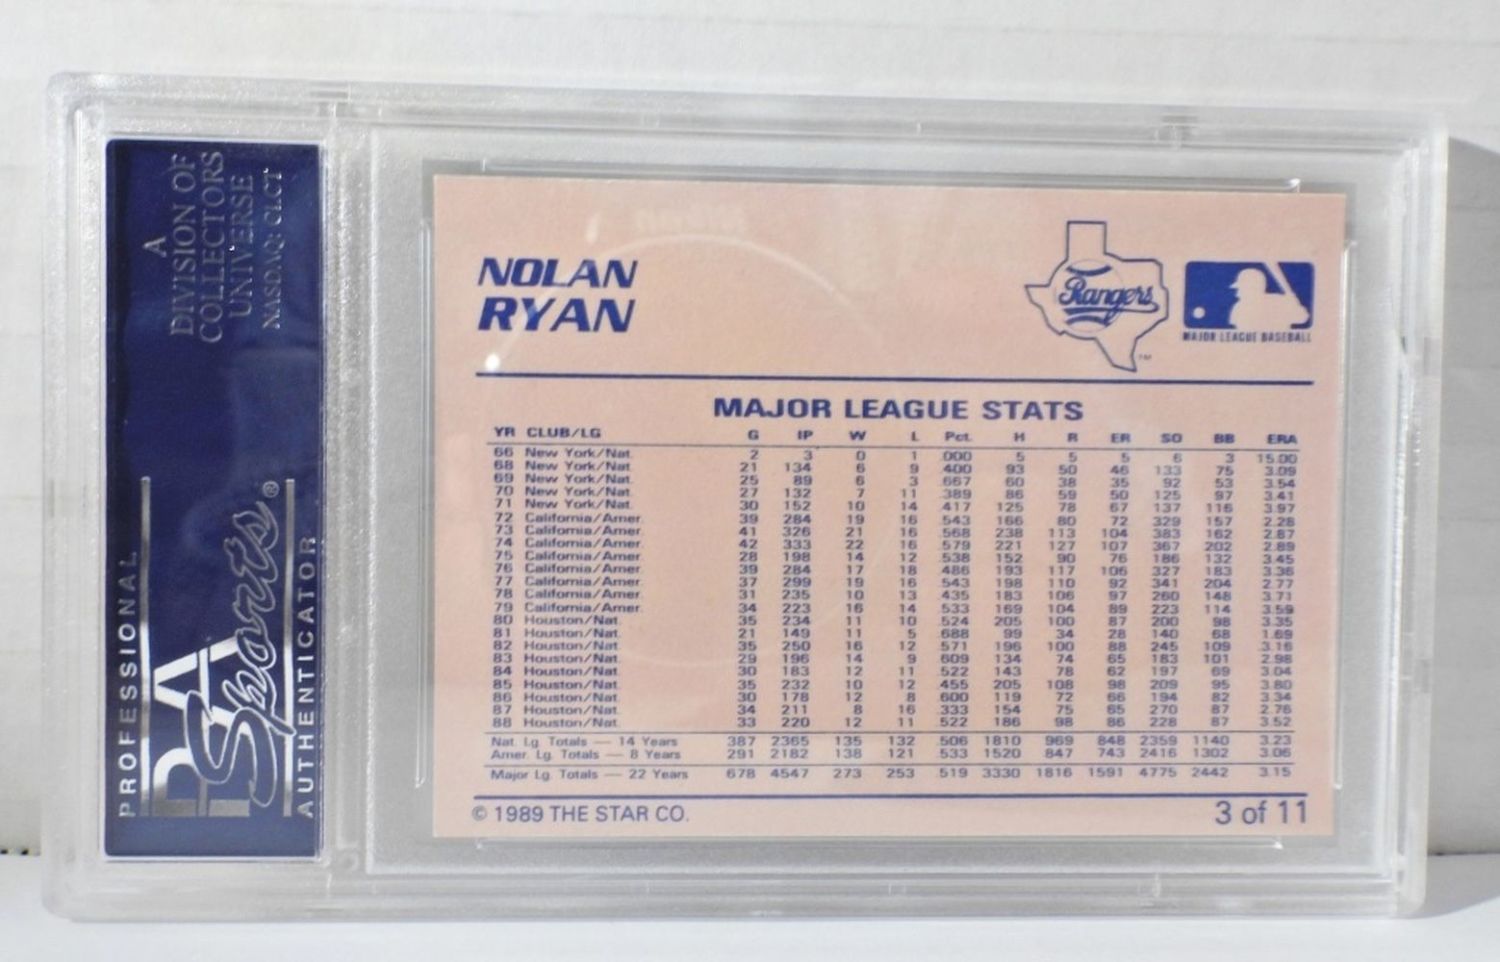 A
DIVISION OF
COLLECTORS
UNIVERSE
NASDAQ: CLCT
PROFESSIONAL
PSA
Sports®
AUTHENTICATOR
NOLAN
RYAN
Rangers
™
MAJOR LEAGUE BASEBALL
MAJOR LEAGUE STATS
YR CLUB/LG G IP W L Pct. H R ER SO BB ERA
66 New York/Nat. 2 3 0 1 .000 5 5 5 6 3 15.00
68 New York/Nat. 21 134 6 9 .400 93 50 46 133 75 3.09
69 New York/Nat. 25 89 6 3 .667 60 38 35 92 53 3.54
70 New York/Nat. 27 132 7 11 .389 86 59 50 125 97 3.41
71 New York/Nat. 30 152 10 14 .417 125 78 67 137 116 3.97
72 California/Amer. 39 284 19 16 .543 166 80 72 329 157 2.28
73 California/Amer. 41 326 21 16 .568 238 113 104 383 162 2.87
74 California/Amer. 42 333 22 16 .579 221 127 107 367 202 2.89
75 California/Amer. 28 198 14 12 .538 152 90 76 186 132 3.45
76 California/Amer. 39 284 17 18 .486 193 117 106 327 183 3.36
77 California/Amer. 37 299 19 16 .543 198 110 92 341 204 2.77
78 California/Amer. 31 235 10 13 .435 183 106 97 260 148 3.71
79 California/Amer. 34 223 16 14 .533 169 104 89 223 114 3.59
80 Houston/Nat. 35 234 11 10 .524 205 100 87 200 98 3.35
81 Houston/Nat. 21 149 11 5 .688 99 34 28 140 68 1.69
82 Houston/Nat. 35 250 16 12 .571 196 100 88 245 109 3.16
83 Houston/Nat. 29 196 14 9 .609 134 74 65 183 101 2.98
84 Houston/Nat. 30 183 12 11 .522 143 78 62 197 69 3.04
85 Houston/Nat. 35 232 10 12 .455 205 108 98 209 95 3.80
86 Houston/Nat. 30 178 12 8 .600 119 72 66 194 82 3.34
87 Houston/Nat. 34 211 8 16 .333 154 75 65 270 87 2.76
88 Houston/Nat. 33 220 12 11 .522 186 98 86 228 87 3.52
Nat. Lg. Totals — 14 Years 387 2365 135 132 .506 1810 969 848 2359 1140 3.23
Amer. Lg. Totals — 8 Years 291 2182 138 121 .533 1520 847 743 2416 1302 3.06
Major Lg. Totals — 22 Years 678 4547 273 253 .519 3330 1816 1591 4775 2442 3.15
© 1989 THE STAR CO.
3 of 11